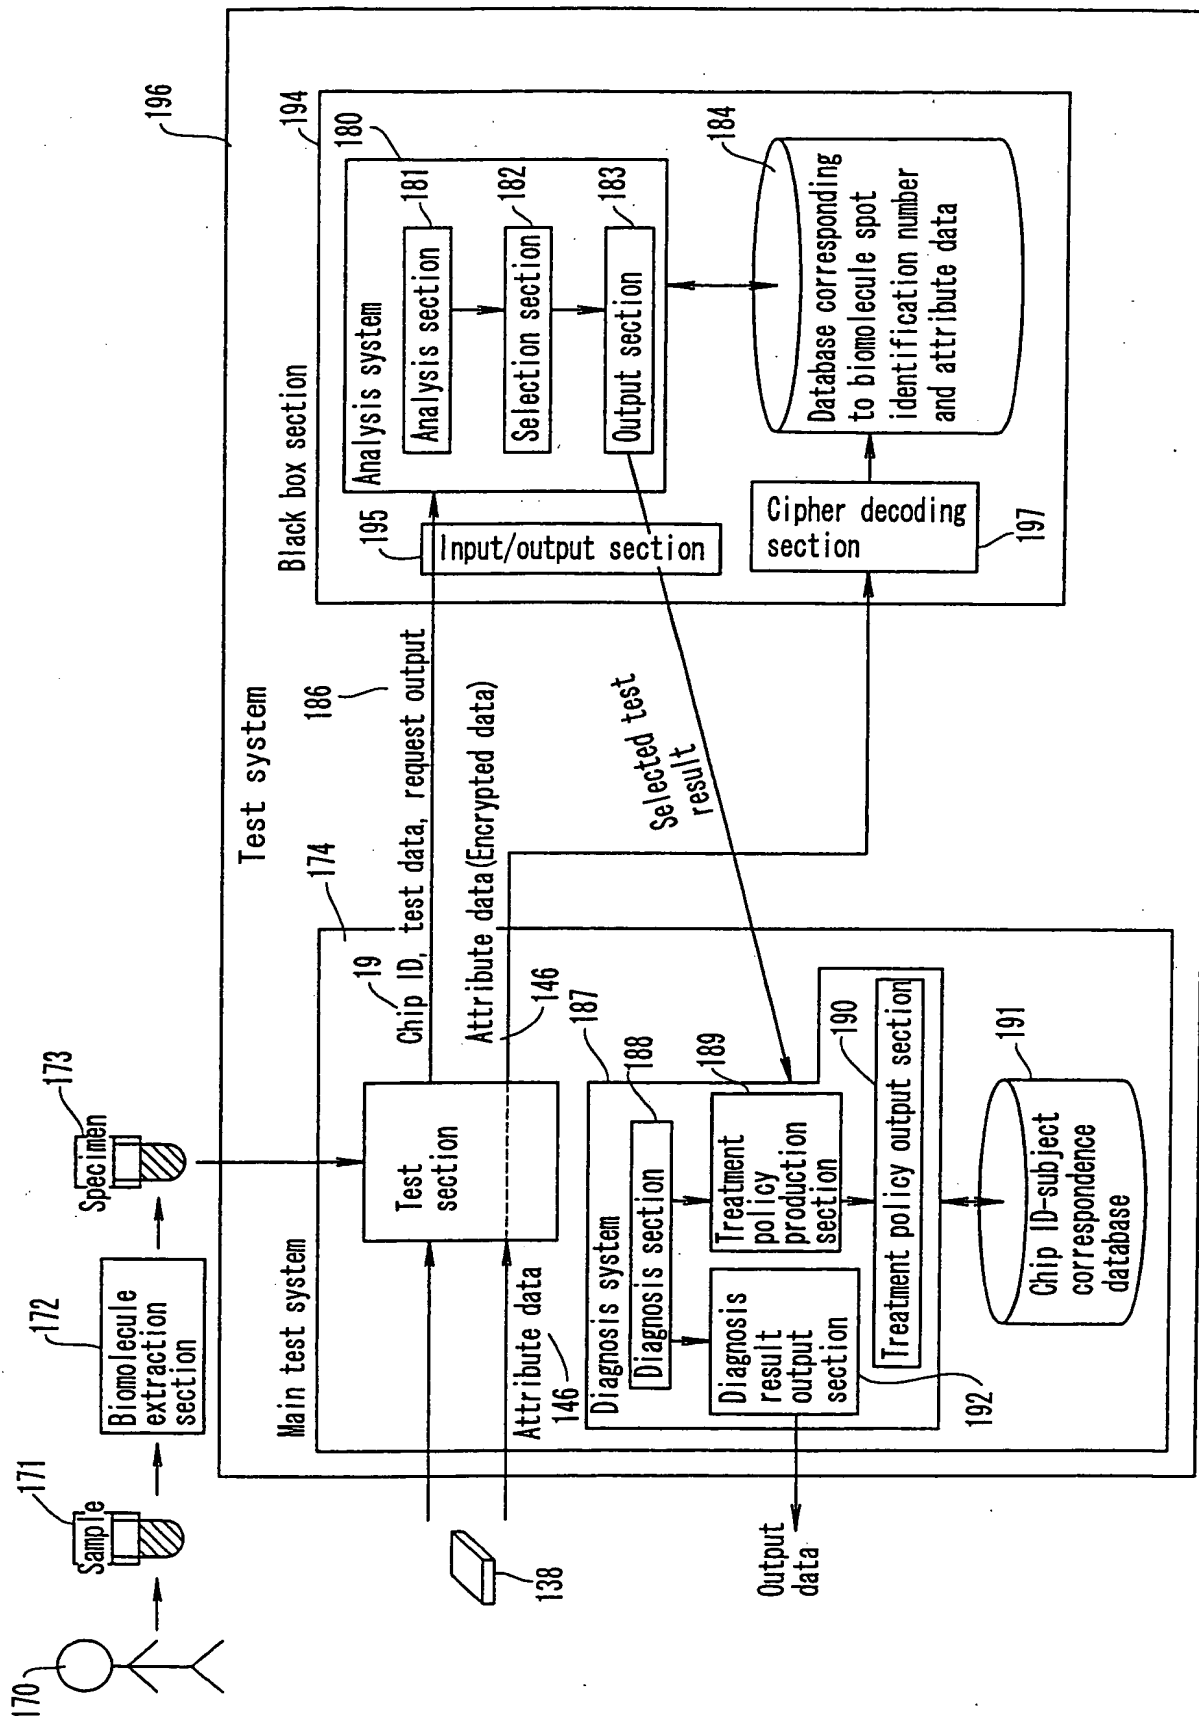 170
171
Sample
172
Biomolecule
extraction
section
173
Specimen
196
Test system
Main test system
174
Test
section
19
Chip ID, test data, request output
186
Attribute data(Encrypted data)
146
Attribute data
146
138
Diagnosis system
187
Diagnosis section
188
Treatment
policy
production
section
189
Diagnosis
result
output
section
192
Treatment policy output section
190
Chip ID-subject
correspondence
database
191
Output
data
Selected test
result
Black box section
194
195
Input/output section
Analysis system
180
Analysis section
181
Selection section
182
Output section
183
Cipher decoding
section
197
Database corresponding
to biomolecule spot
identification number
and attribute data
184